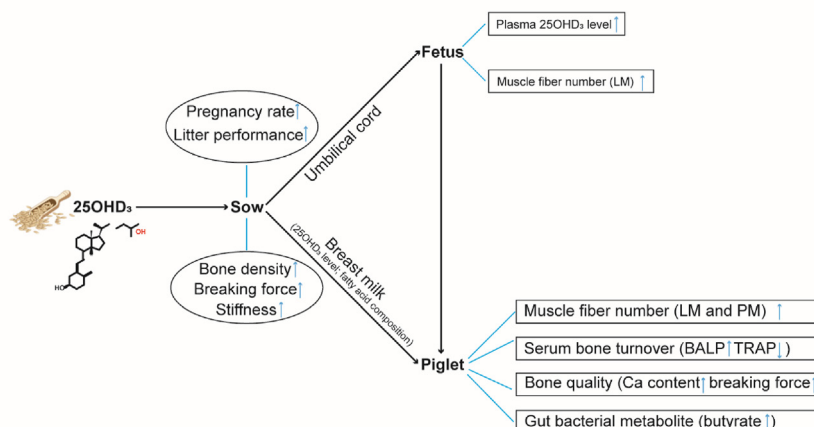 Plasma 25OHD₃ level↑
Fetus
Muscle fiber number (LM) ↑
Pregnancy rate↑
Litter performance↑
Umbilical cord
25OHD₃
Sow
OH
HO
Breast milk
(25OHD₃ level; fatty acid composition)
Bone density↑
Breaking force↑
Stiffness↑
Muscle fiber number (LM and PM) ↑
Serum bone turnover (BALP↑TRAP↓)
Piglet
Bone quality (Ca content↑ breaking force↑
Gut bacterial metabolite (butyrate↑)